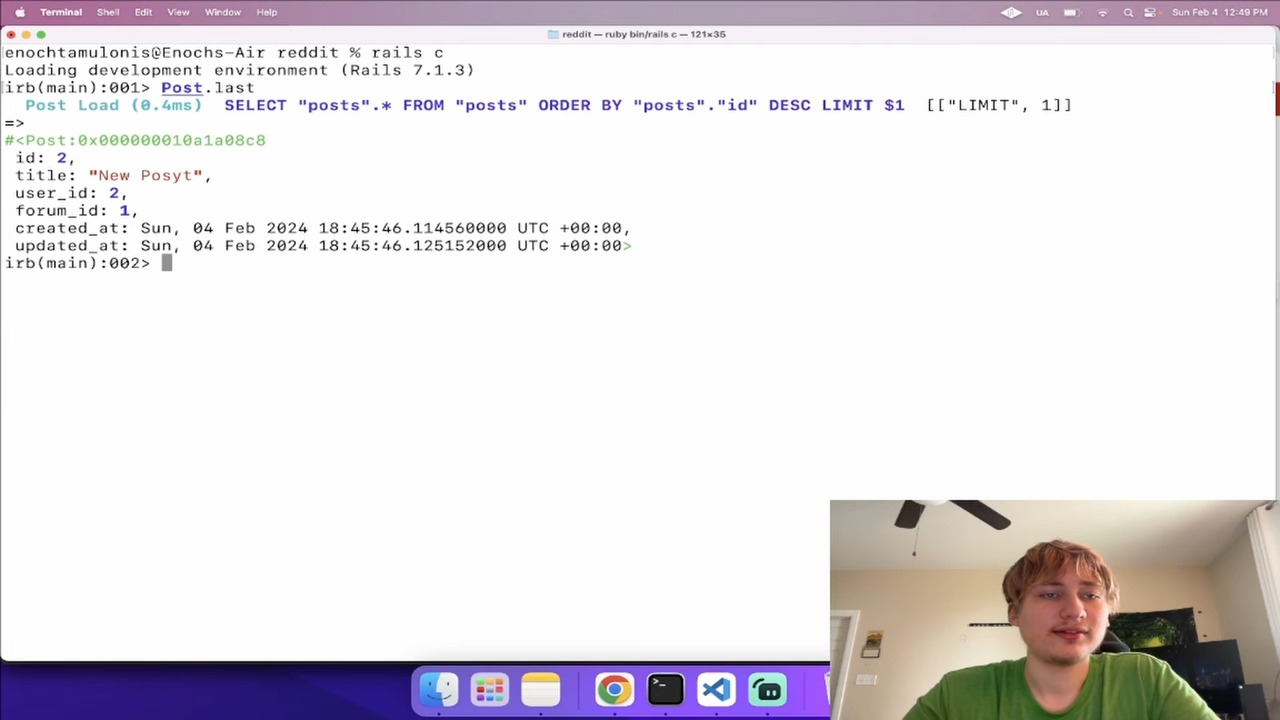 Terminal Shell Edit View Window Help UA Sun Feb 4 12:49 PM
reddit — ruby bin/rails c — 121×35
enochtamulonis@Enochs-Air reddit % rails c
Loading development environment (Rails 7.1.3)
irb(main):001> Post.last
Post Load (0.4ms) SELECT "posts".* FROM "posts" ORDER BY "posts"."id" DESC LIMIT $1 [["LIMIT", 1]]
=>
#<Post:0x000000010a1a08c8
id: 2,
title: "New Posyt",
user_id: 2,
forum_id: 1,
created_at: Sun, 04 Feb 2024 18:45:46.114560000 UTC +00:00,
updated_at: Sun, 04 Feb 2024 18:45:46.125152000 UTC +00:00>
irb(main):002>